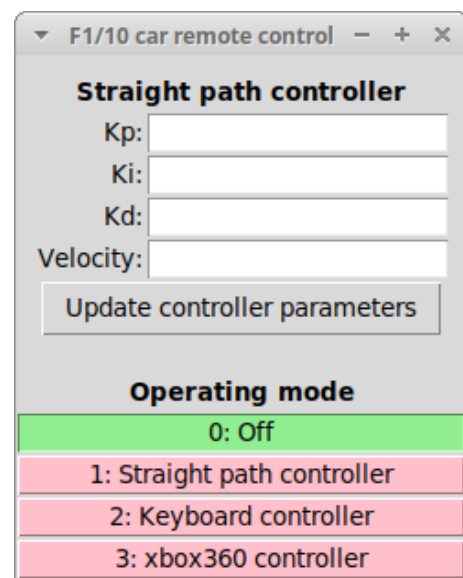 F1/10 car remote control
Straight path controller
Kp:
Ki:
Kd:
Velocity:
Update controller parameters
Operating mode
0: Off
1: Straight path controller
2: Keyboard controller
3: xbox360 controller